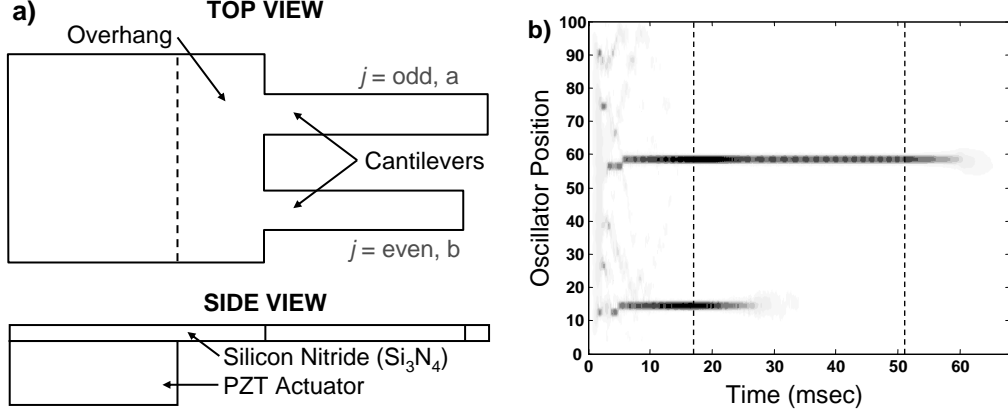 a)
TOP VIEW
Overhang
j = odd, a
Cantilevers
j = even, b
SIDE VIEW
Silicon Nritride (Si3N4)
PZT Actuator
b)
Oscillator Position
100
90
80
70
60
50
40
30
20
10
0
0 10 20 30 40 50 60
Time (msec)